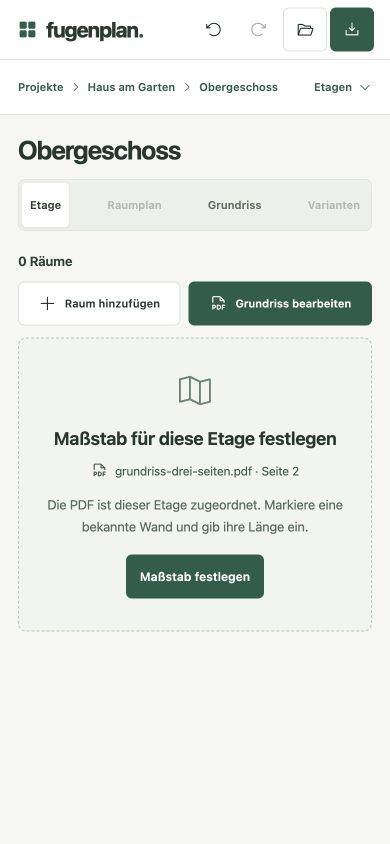 fugenplan.
Projekte > Haus am Garten > Obergeschoss Etagen
Obergeschoss
Etage Raumplan Grundriss Varianten
0 Räume
Raum hinzufügen PDF Grundriss bearbeiten
Maßstab für diese Etage festlegen
PDF grundriss-drei-seiten.pdf · Seite 2
Die PDF ist dieser Etage zugeordnet. Markiere eine
bekannte Wand und gib ihre Länge ein.
Maßstab festlegen